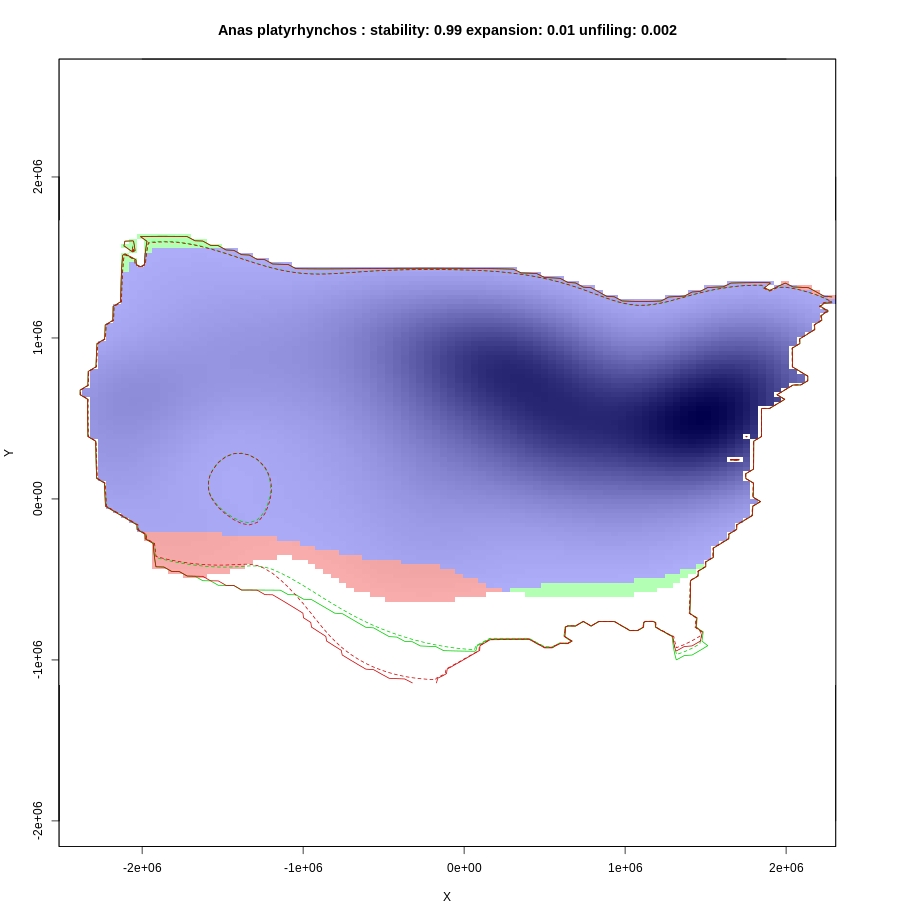 Anas platyrhynchos : stability: 0.99 expansion: 0.01 unfiling: 0.002
2e+06
1e+06
0e+00
-1e+06
-2e+06
Y
-2e+06 -1e+06 0e+00 1e+06 2e+06
X